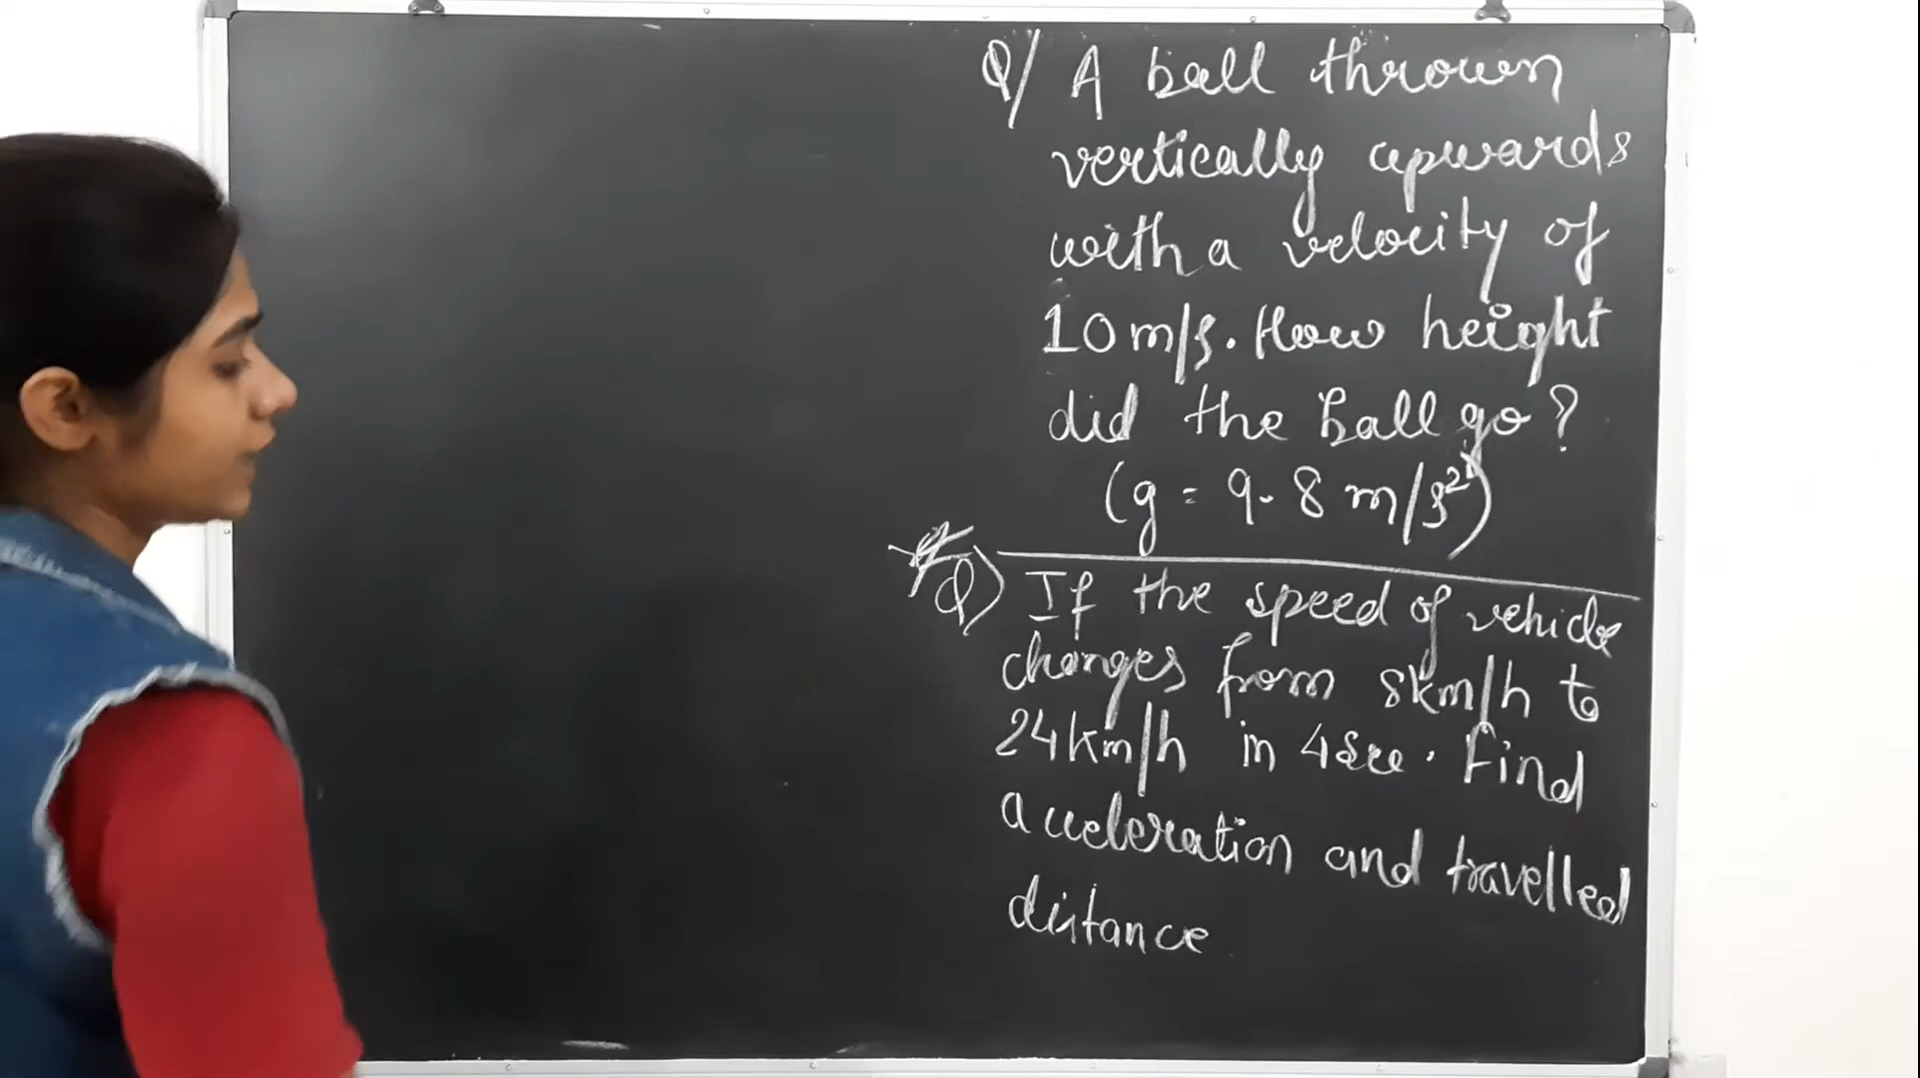 Q/ A ball thrown
vertically upwards
with a velocity of
10 m/s. How height
did the ball go?
(g = 9.8 m/s²)
Q) If the speed of vehicle
changes from 8km/h to
24km/h in 4Sec. Find
acceleration and travelled
distance